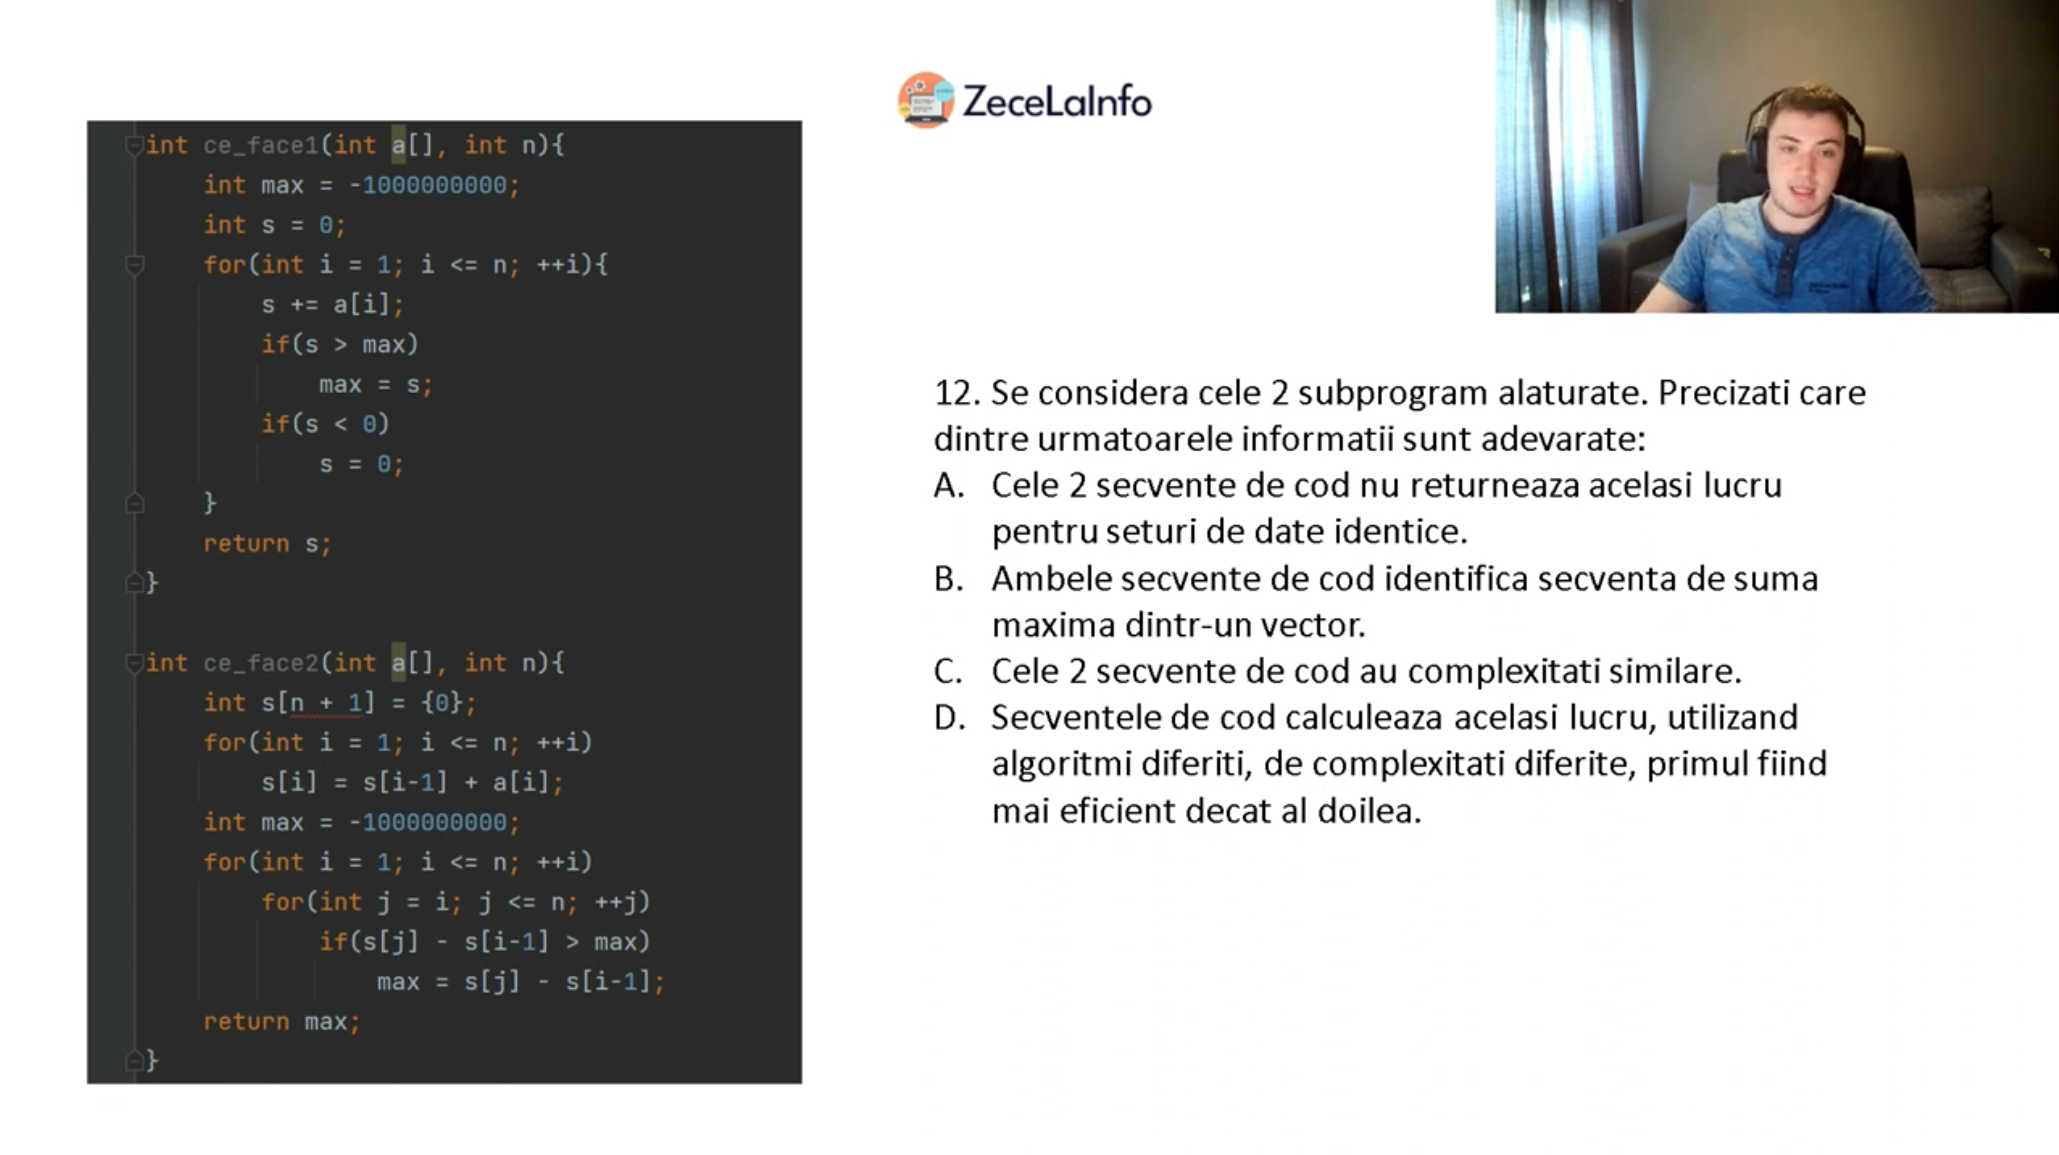 ZeceLaInfo
int ce_face1(int a[], int n){
int max = -1000000000;
int s = 0;
for(int i = 1; i <= n; ++i){
s += a[i];
if(s > max)
max = s;
if(s < 0)
s = 0;
}
return s;
}
int ce_face2(int a[], int n){
int s[n + 1] = {0};
for(int i = 1; i <= n; ++i)
s[i] = s[i-1] + a[i];
int max = -1000000000;
for(int i = 1; i <= n; ++i)
for(int j = i; j <= n; ++j)
if(s[j] - s[i-1] > max)
max = s[j] - s[i-1];
return max;
}
12. Se considera cele 2 subprogram alaturate. Precizati care
dintre urmatoarele informatii sunt adevarate:
A. Cele 2 secvente de cod nu returneaza acelasi lucru
pentru seturi de date identice.
B. Ambele secvente de cod identifica secventa de suma
maxima dintr-un vector.
C. Cele 2 secvente de cod au complexitati similare.
D. Secventele de cod calculeaza acelasi lucru, utilizand
algoritmi diferiti, de complexitati diferite, primul fiind
mai eficient decat al doilea.